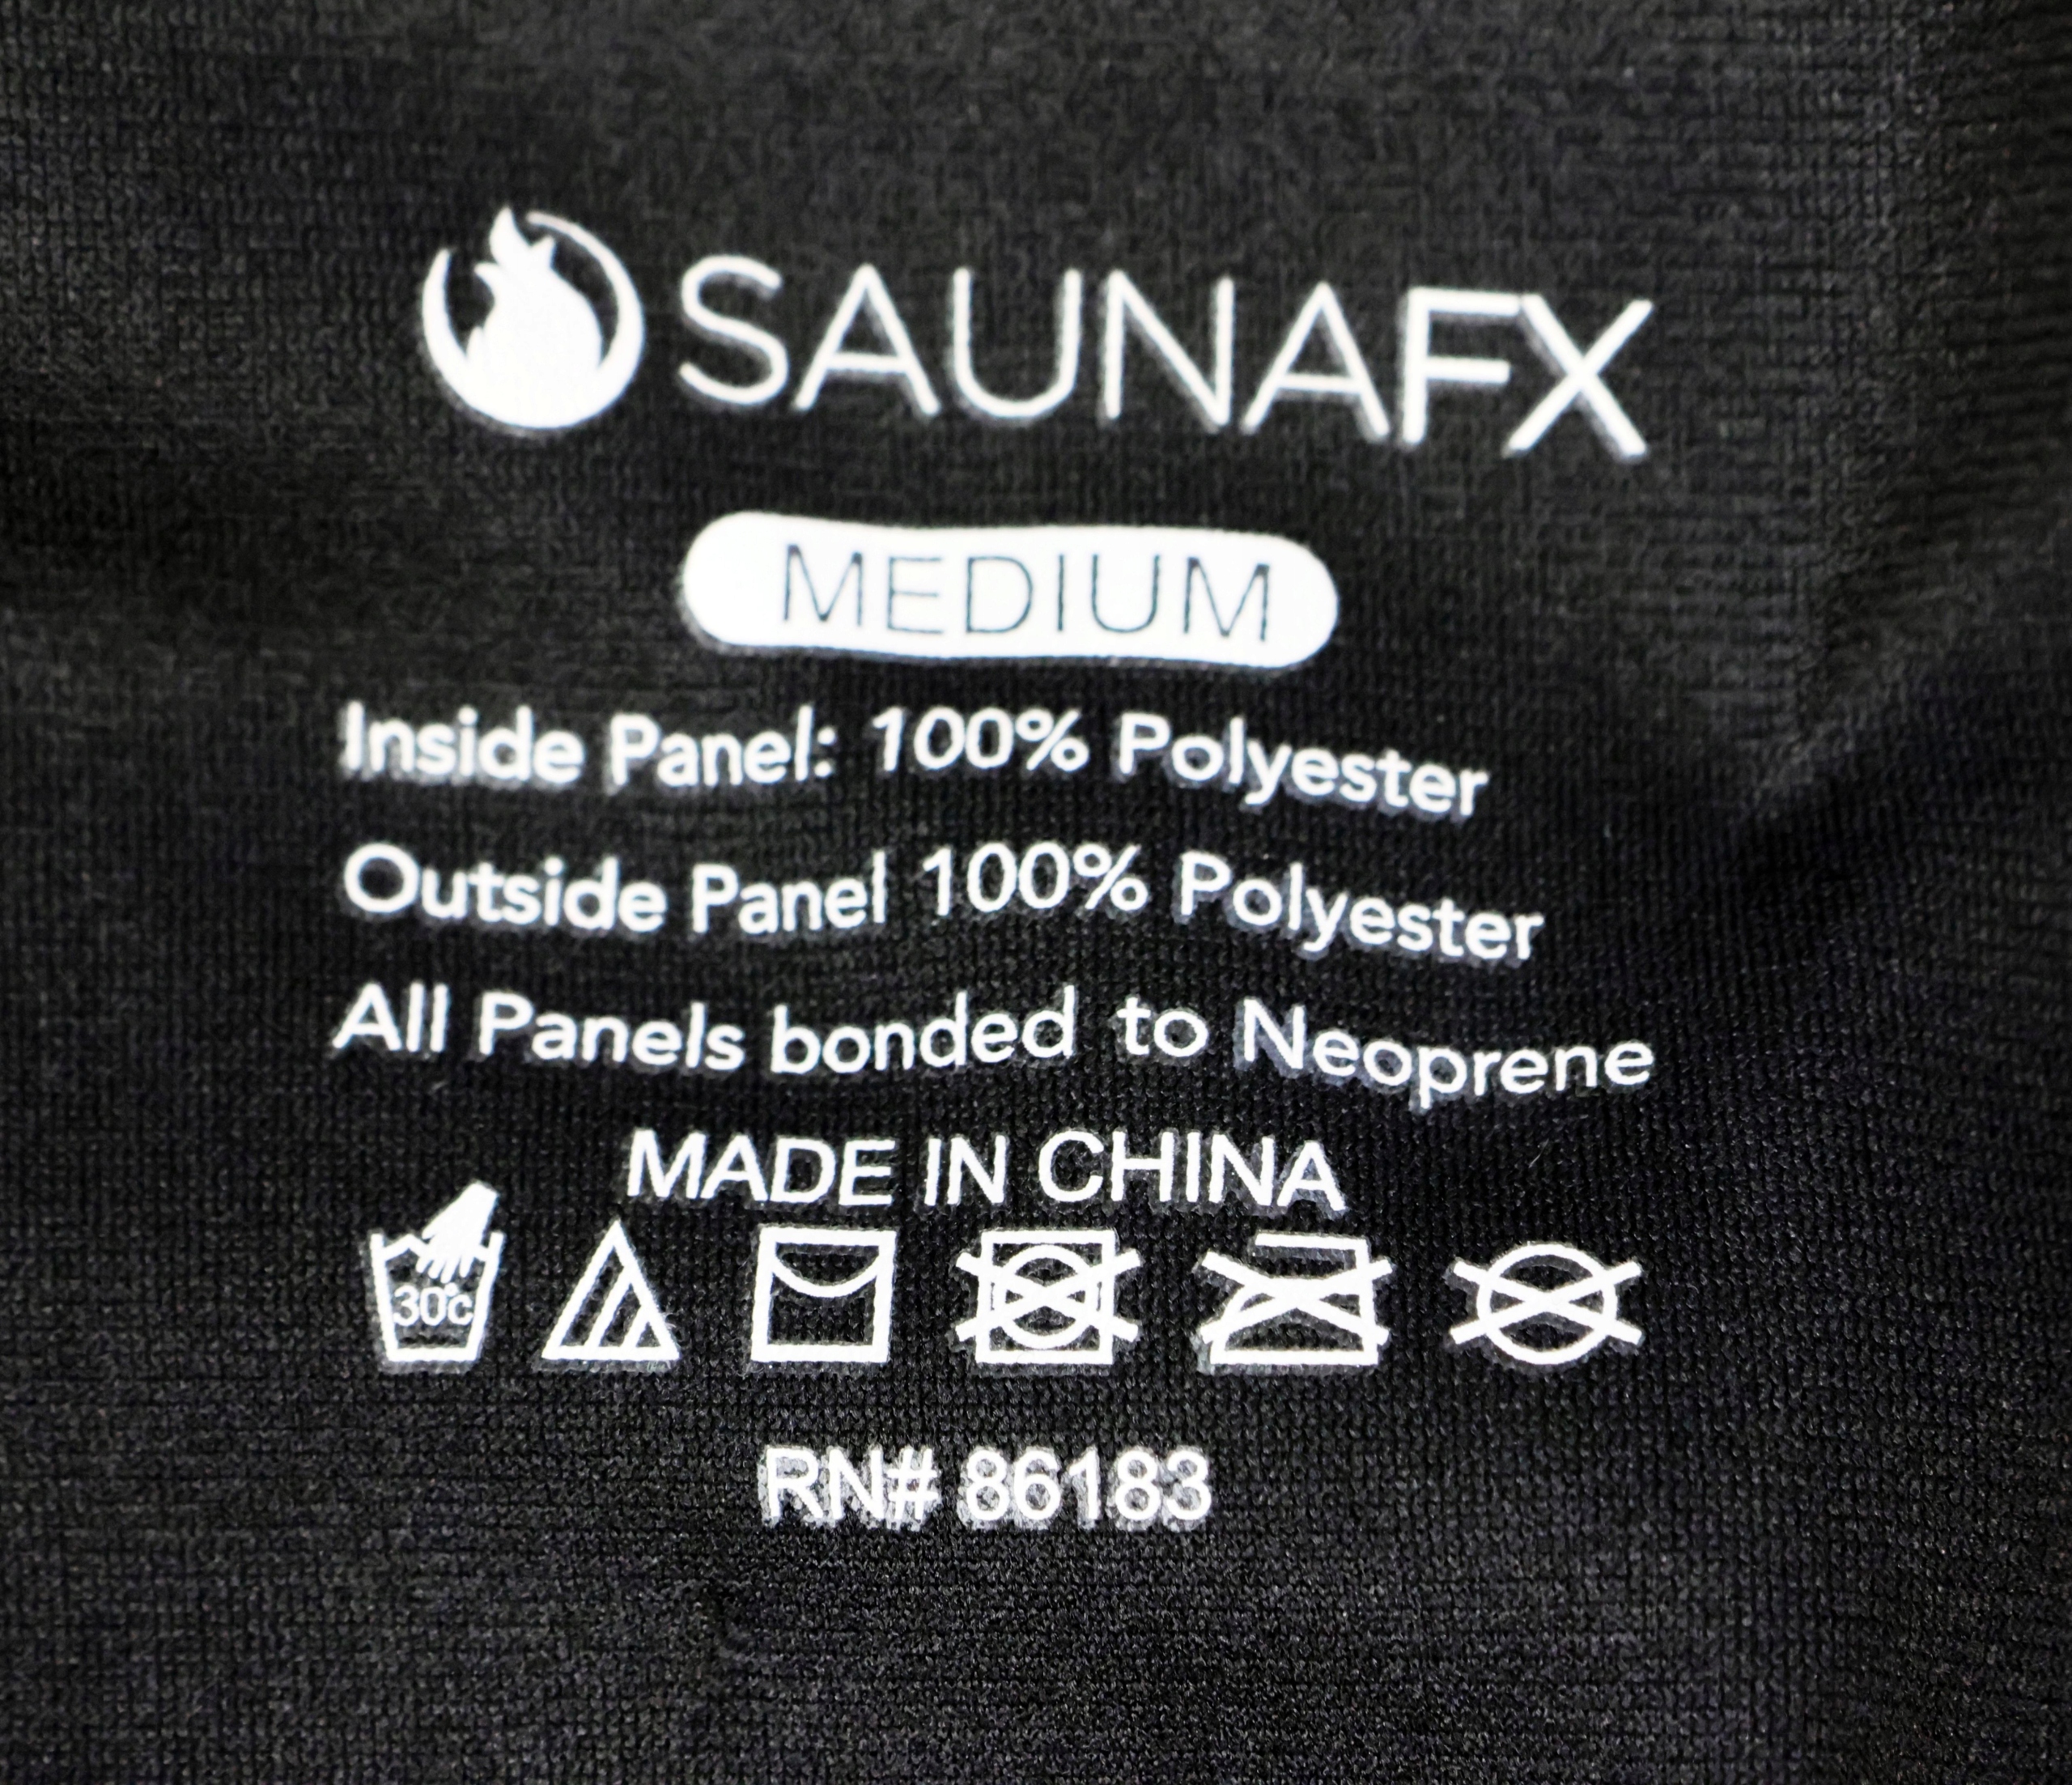 SAUNAFX
MEDIUM
Inside Panel: 100% Polyester
Outside Panel 100% Polyester
All Panels bonded to Neoprene
MADE IN CHINA
30°c
RN# 86183